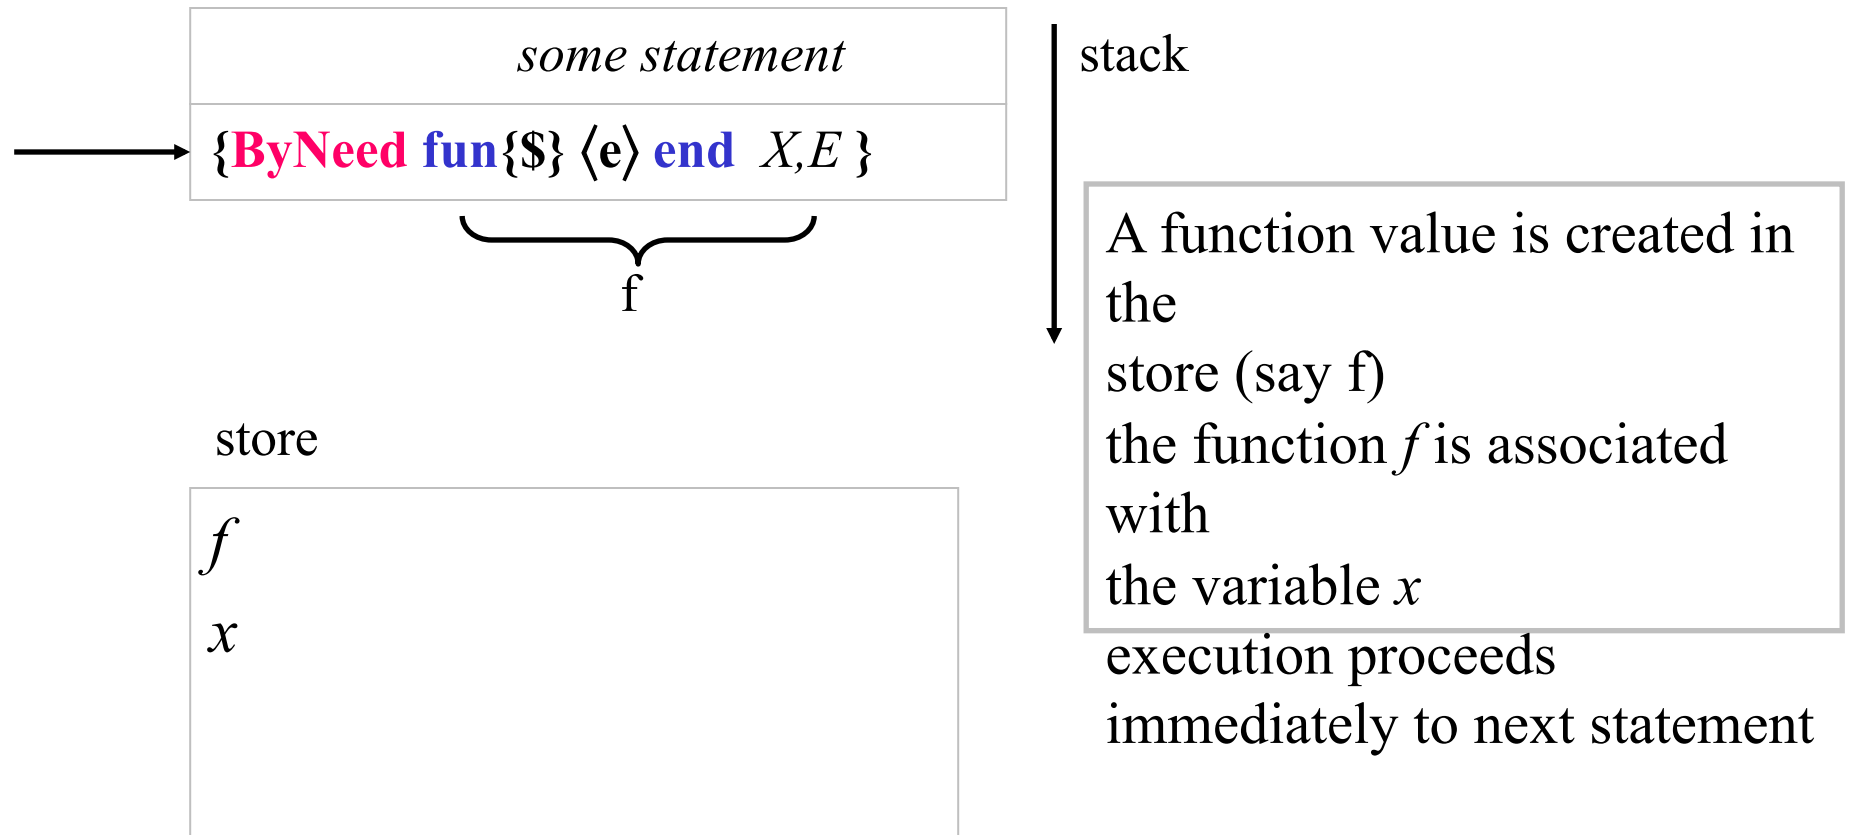 some statement
{ByNeed fun{$} ⟨e⟩ end X,E }
f
stack
A function value is created in
the
store (say f)
the function f is associated
with
the variable x
execution proceeds
immediately to next statement
store
f
x